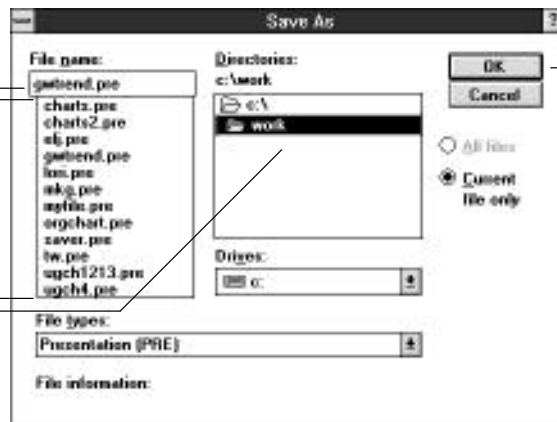 Save As
?
File name:
gwtrend.pre
charts.pre
charts2.pre
elj.pre
gwtrend.pre
lori.pre
mkg.pre
myfile.pre
orgchart.pre
saver.pre
tw.pre
ugch1213.pre
ugch4.pre
File types:
Presentation (PRE)
File information:
Directories:
c:\work
c:\
work
Drives:
c:
OK
Cancel
All files
Current
file only